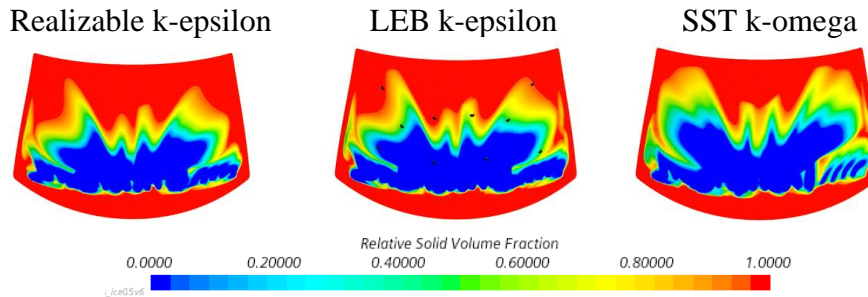 Realizable k-epsilon LEB k-epsilon SST k-omega
Relative Solid Volume Fraction
0.0000 0.20000 0.40000 0.60000 0.80000 1.0000
_ice05v6